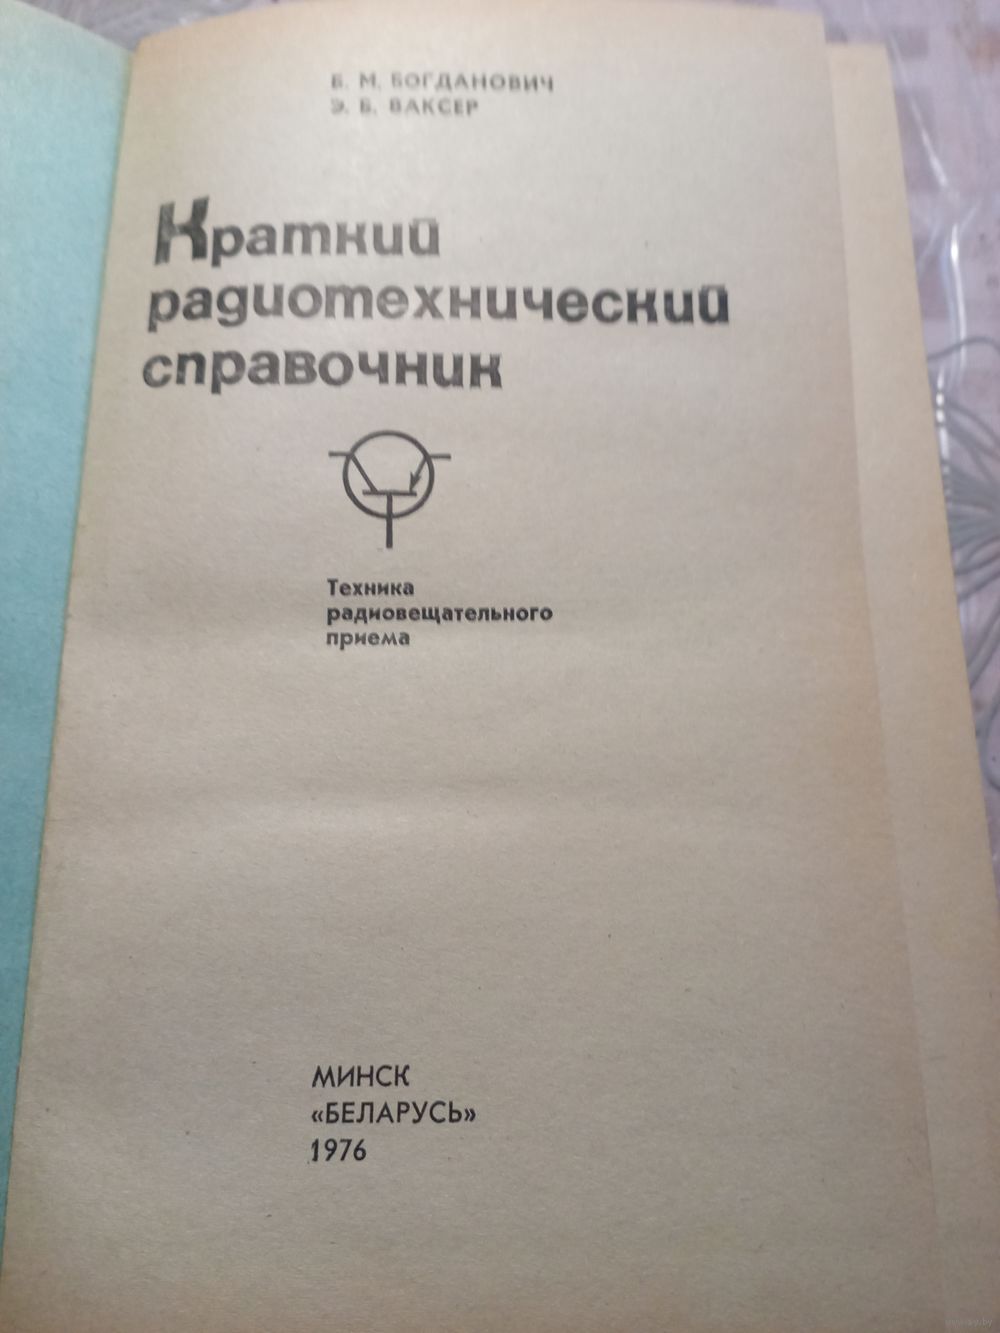 Б. М. БОГДАНОВИЧ
Э. Б. ВАКСЕР
Краткий
радиотехнический
справочник
Техника
радиовещательного
приема
МИНСК
«БЕЛАРУСЬ»
1976